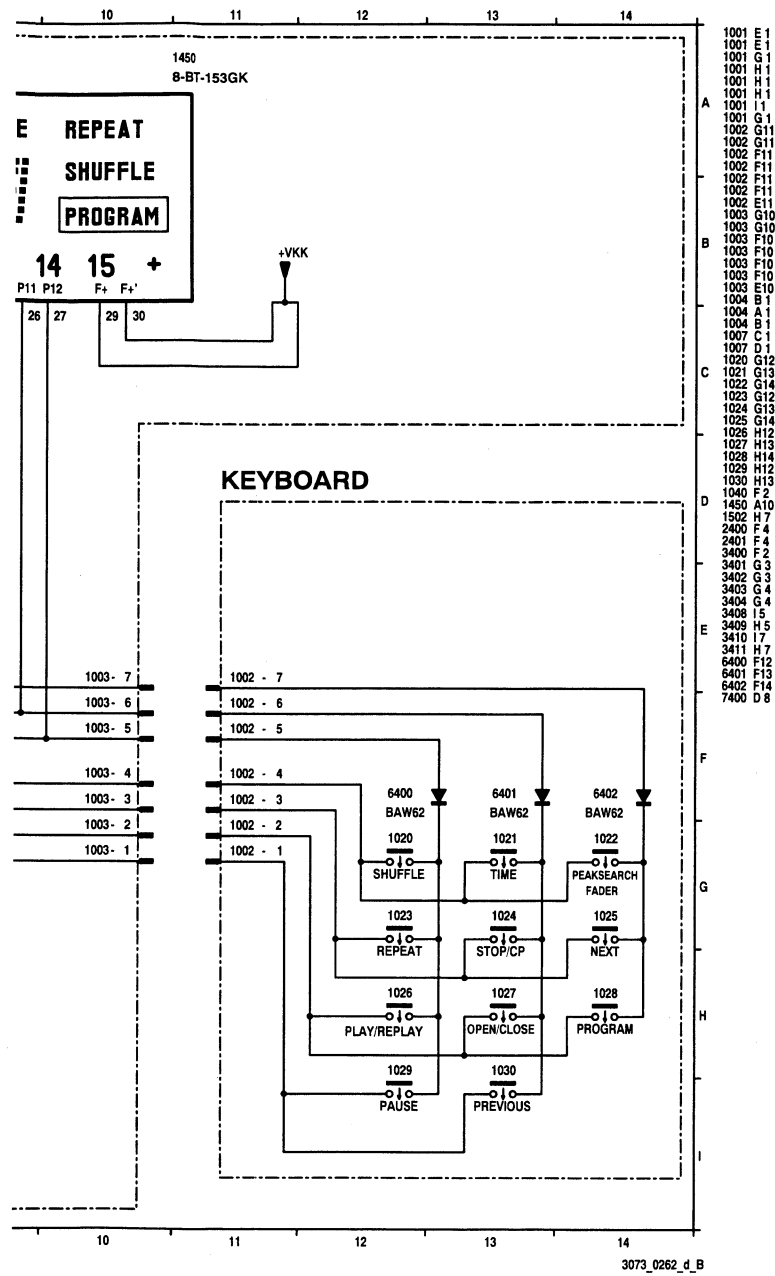 10 11 12 13 14
1450
8-BT-153GK
E REPEAT
SHUFFLE
PROGRAM
14 15 +
P11 P12 F+ F+'
26 27 29 30
+VKK
A
B
C
D
E
F
G
H
I
KEYBOARD
1003- 7 1002 - 7
1003- 6 1002 - 6
1003- 5 1002 - 5
1003- 4 1002 - 4
1003- 3 1002 - 3
1003- 2 1002 - 2
1003- 1 1002 - 1
6400 6401 6402
BAW62 BAW62 BAW62
1020 1021 1022
SHUFFLE TIME PEAKSEARCH
FADER
1023 1024 1025
REPEAT STOP/CP NEXT
1026 1027 1028
PLAY/REPLAY OPEN/CLOSE PROGRAM
1029 1030
PAUSE PREVIOUS
10 11 12 13 14
3073_0262_d_B
1001 E 1
1001 E 1
1001 G 1
1001 H 1
1001 H 1
1001 H 1
1001 I 1
1001 G 1
1002 G11
1002 G11
1002 F11
1002 F11
1002 F11
1002 F11
1002 E11
1003 G10
1003 G10
1003 F10
1003 F10
1003 F10
1003 F10
1003 E10
1004 B 1
1004 A 1
1004 B 1
1007 C 1
1007 D 1
1020 G12
1021 G13
1022 G14
1023 G12
1024 G13
1025 G14
1026 H12
1027 H13
1028 H14
1029 H12
1030 H13
1040 F 2
1450 A10
1502 H 7
2400 F 4
2401 F 4
3400 F 2
3401 G 3
3402 G 3
3403 G 4
3404 G 4
3408 I 5
3409 H 5
3410 I 7
3411 H 7
6400 F12
6401 F13
6402 F14
7400 D 8